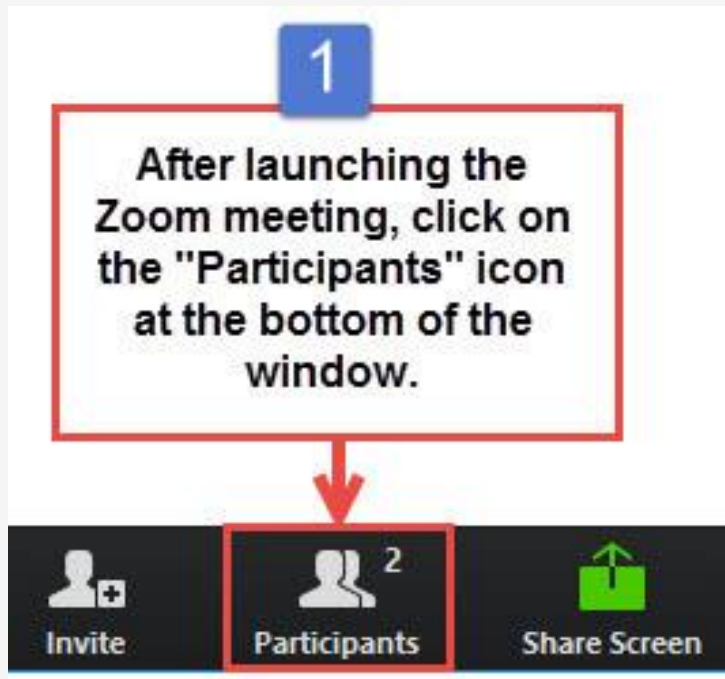 1
After launching the
Zoom meeting, click on
the "Participants" icon
at the bottom of the
window.
2
Invite
Participants
Share Screen